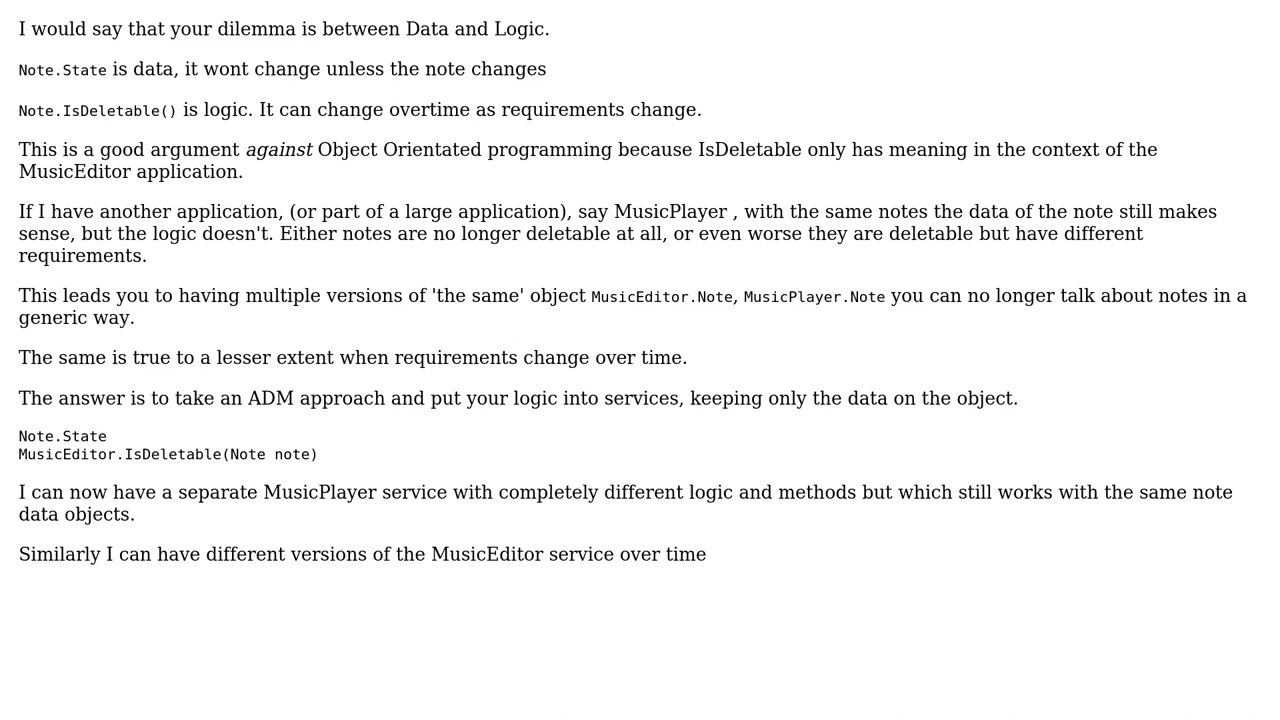 I would say that your dilemma is between Data and Logic.
Note.State is data, it wont change unless the note changes
Note.IsDeletable() is logic. It can change overtime as requirements change.
This is a good argument against Object Orientated programming because IsDeletable only has meaning in the context of the
MusicEditor application.
If I have another application, (or part of a large application), say MusicPlayer , with the same notes the data of the note still makes
sense, but the logic doesn't. Either notes are no longer deletable at all, or even worse they are deletable but have different
requirements.
This leads you to having multiple versions of 'the same' object MusicEditor.Note, MusicPlayer.Note you can no longer talk about notes in a
generic way.
The same is true to a lesser extent when requirements change over time.
The answer is to take an ADM approach and put your logic into services, keeping only the data on the object.
Note.State
MusicEditor.IsDeletable(Note note)
I can now have a separate MusicPlayer service with completely different logic and methods but which still works with the same note
data objects.
Similarly I can have different versions of the MusicEditor service over time